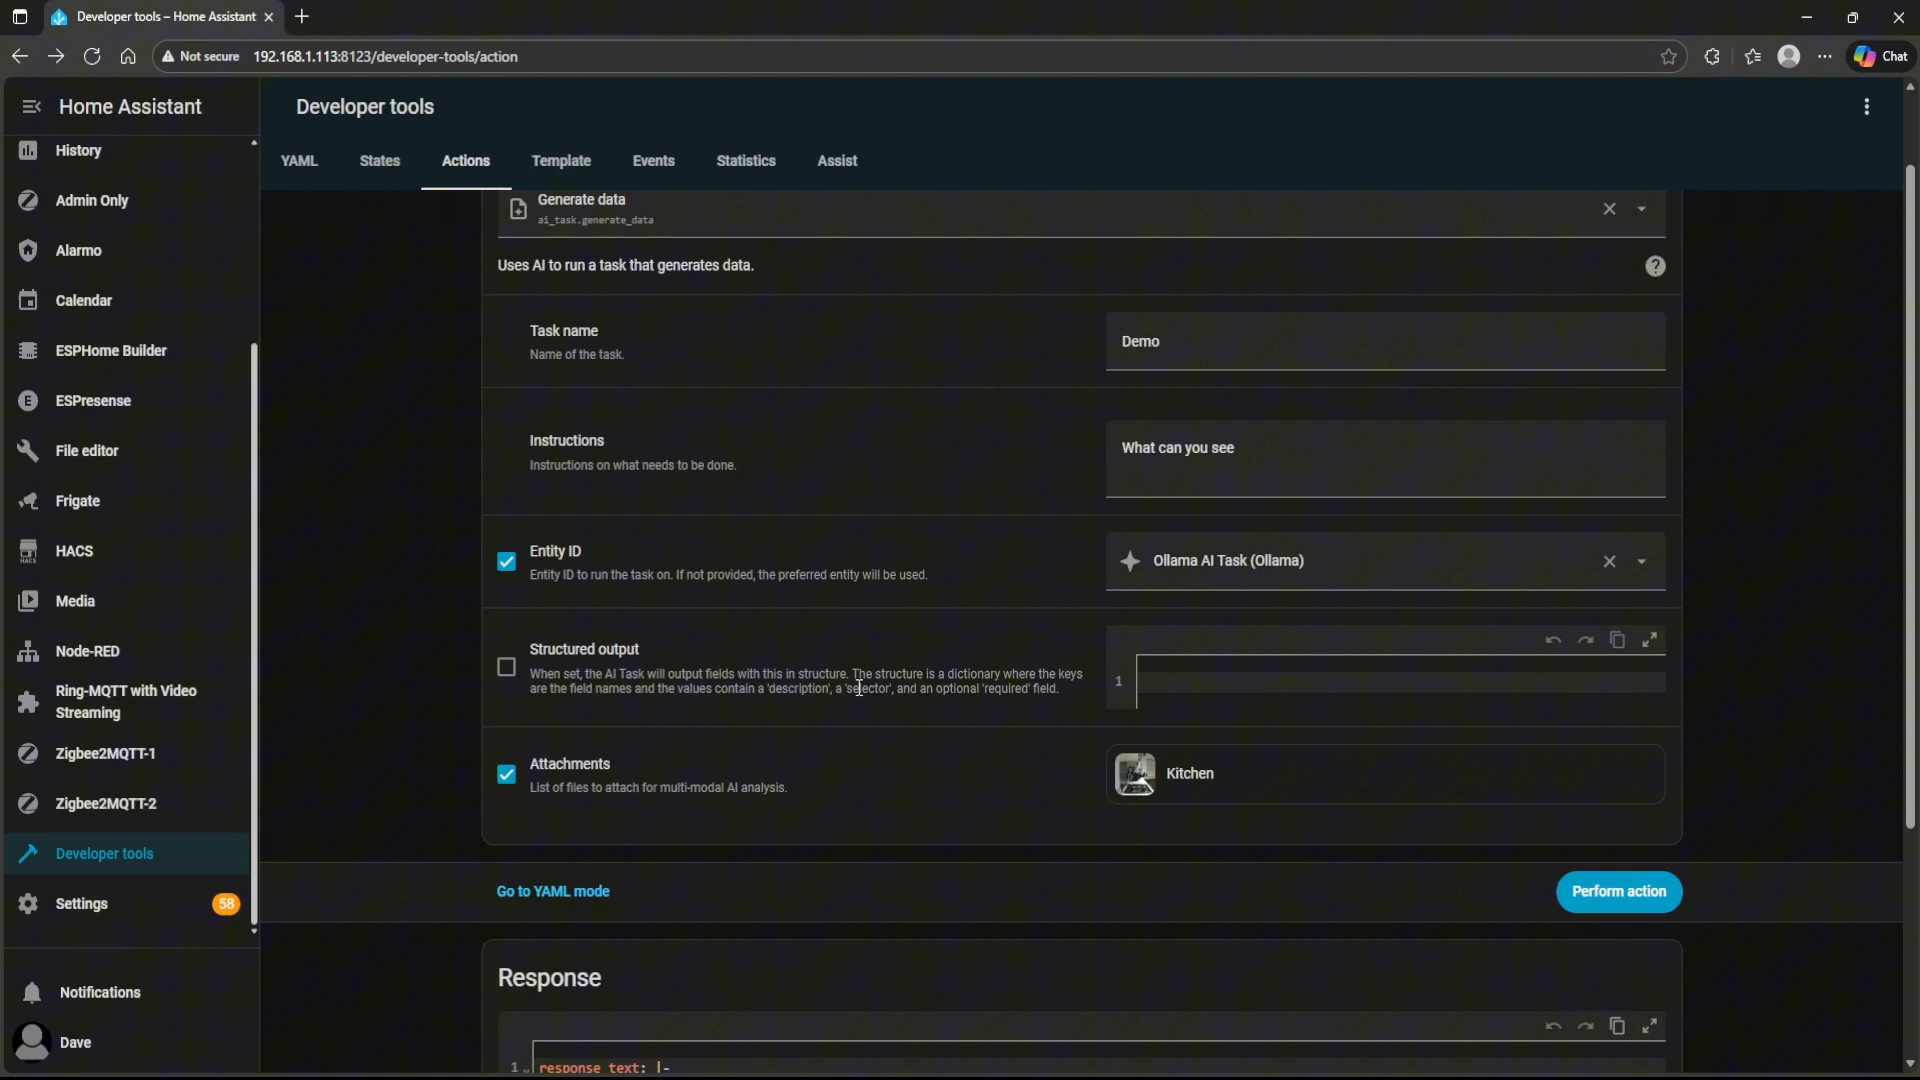 Developer tools – Home Assistant
Not secure 192.168.1.113:8123/developer-tools/action
Chat
Home Assistant
Developer tools
History
Admin Only
Alarmo
Calendar
ESPHome Builder
ESPresense
File editor
Frigate
HACS
Media
Node-RED
Ring-MQTT with Video
Streaming
Zigbee2MQTT-1
Zigbee2MQTT-2
Developer tools
Settings 58
Notifications
Dave
YAML States Actions Template Events Statistics Assist
Generate data
ai_task.generate_data
Uses AI to run a task that generates data.
Task name
Name of the task.
Demo
Instructions
Instructions on what needs to be done.
What can you see
Entity ID
Entity ID to run the task on. If not provided, the preferred entity will be used.
Ollama AI Task (Ollama)
Structured output
When set, the AI Task will output fields with this in structure. The structure is a dictionary where the keys
are the field names and the values contain a 'description', a 'selector', and an optional 'required' field.
1
Attachments
List of files to attach for multi-modal AI analysis.
Kitchen
Go to YAML mode
Perform action
Response
1 response text: |-